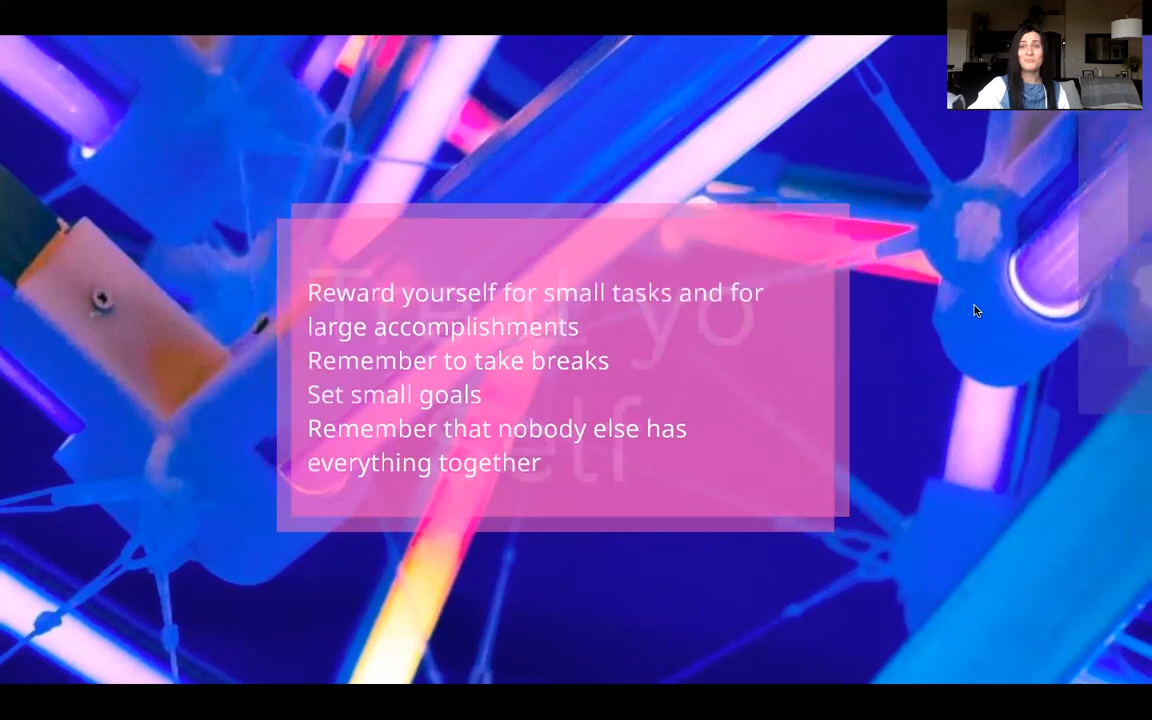 Reward yourself for small tasks and for
large accomplishments
Remember to take breaks
Set small goals
Remember that nobody else has
everything together